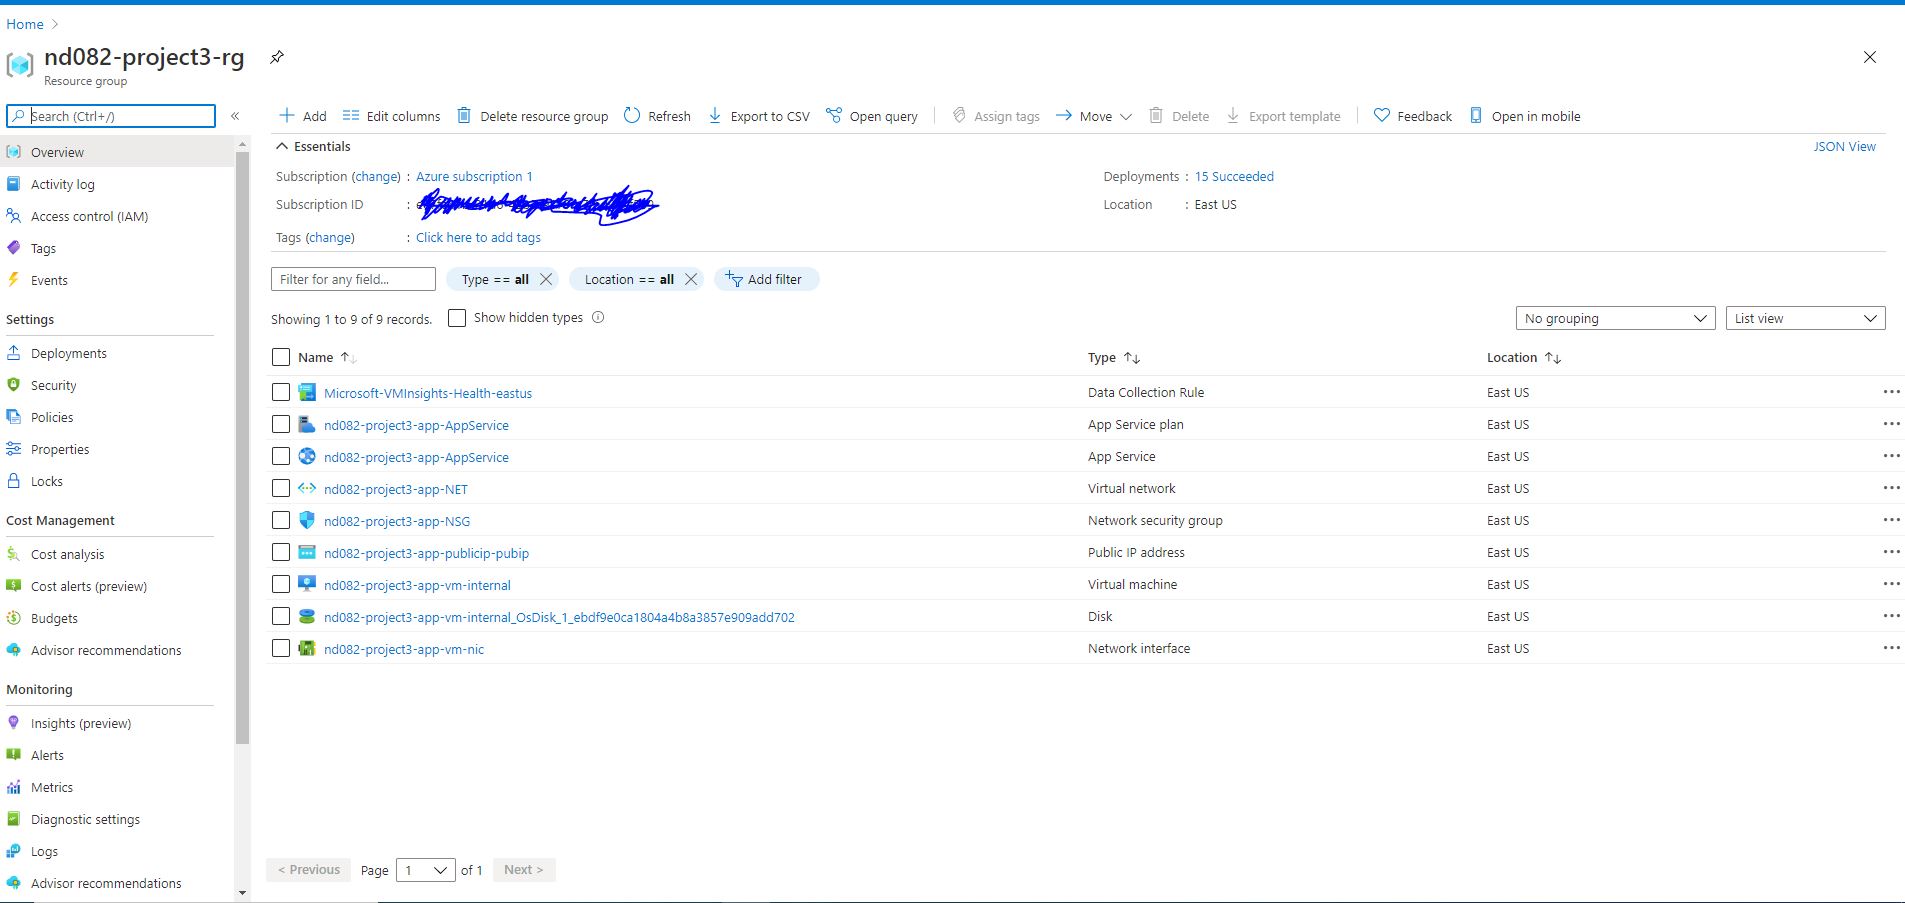 Home >
nd082-project3-rg
Resource group
Search (Ctrl+/)
«
Add
Edit columns
Delete resource group
Refresh
Export to CSV
Open query
Assign tags
Move
Delete
Export template
Feedback
Open in mobile
Overview
Activity log
Access control (IAM)
Tags
Events
Settings
Deployments
Security
Policies
Properties
Locks
Cost Management
Cost analysis
Cost alerts (preview)
Budgets
Advisor recommendations
Monitoring
Insights (preview)
Alerts
Metrics
Diagnostic settings
Logs
Advisor recommendations
Essentials
JSON View
Subscription (change) : Azure subscription 1
Deployments : 15 Succeeded
Subscription ID :
Location : East US
Tags (change) : Click here to add tags
Filter for any field...
Type == all
Location == all
Add filter
Showing 1 to 9 of 9 records.
Show hidden types
No grouping
List view
Name Type Location
Microsoft-VMInsights-Health-eastus Data Collection Rule East US
nd082-project3-app-AppService App Service plan East US
nd082-project3-app-AppService App Service East US
nd082-project3-app-NET Virtual network East US
nd082-project3-app-NSG Network security group East US
nd082-project3-app-publicip-pubip Public IP address East US
nd082-project3-app-vm-internal Virtual machine East US
nd082-project3-app-vm-internal_OsDisk_1_ebdf9e0ca1804a4b8a3857e909add702 Disk East US
nd082-project3-app-vm-nic Network interface East US
< Previous Page 1 of 1 Next >